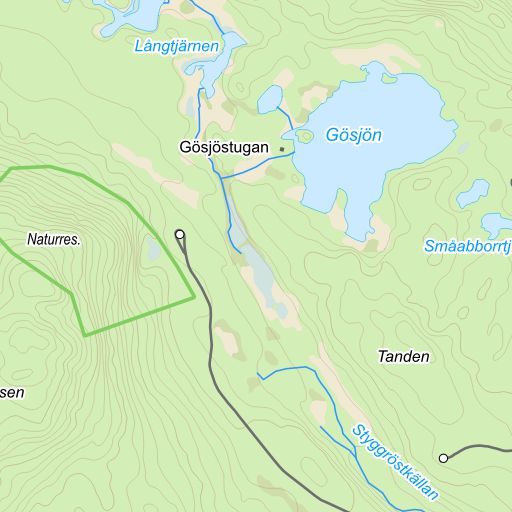 Långtjärnen
Gösjön
Gösjöstugan
Naturres.
Småabborrtj
Tanden
sen
Styggröstkällan